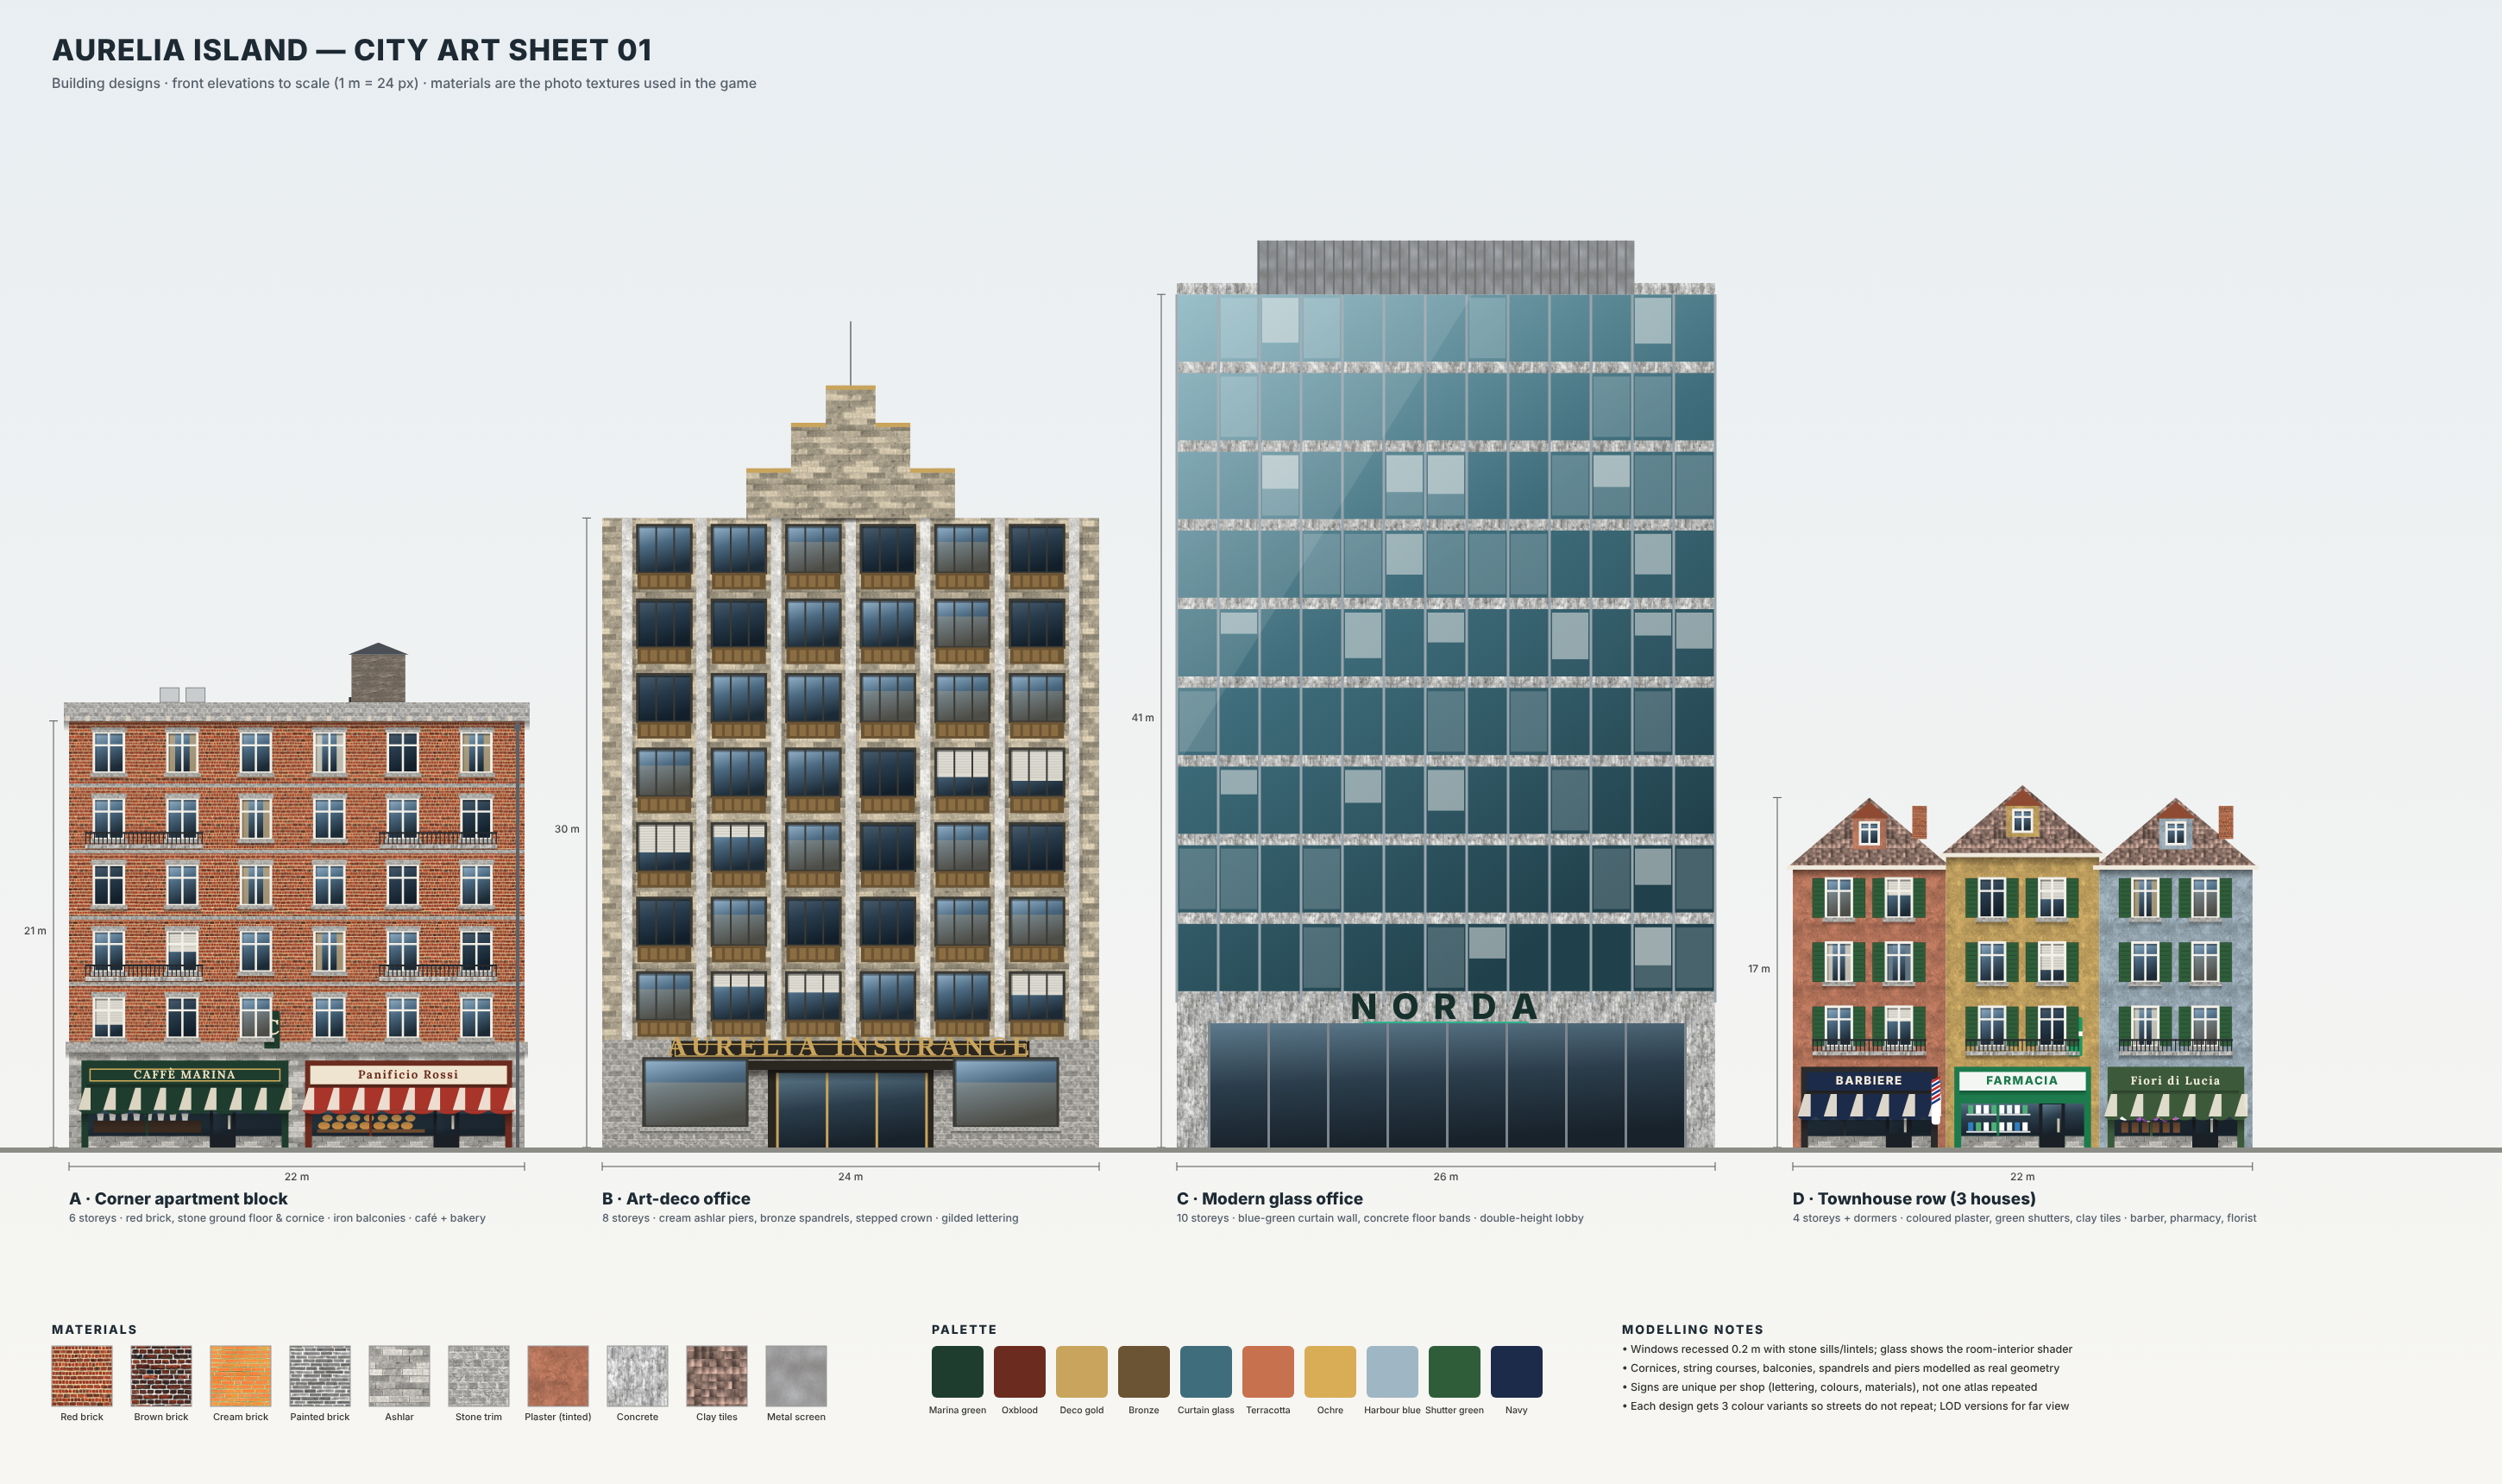 AURELIA ISLAND — CITY ART SHEET 01
Building designs · front elevations to scale (1 m = 24 px) · materials are the photo textures used in the game
41 m
30 m
21 m
17 m
NORDA
AURELIA INSURANCE
C
CAFFÈ MARINA
Panificio Rossi
BARBIERE
FARMACIA
Fiori di Lucia
22 m
24 m
26 m
22 m
A · Corner apartment block
6 storeys · red brick, stone ground floor & cornice · iron balconies · café + bakery
B · Art-deco office
8 storeys · cream ashlar piers, bronze spandrels, stepped crown · gilded lettering
C · Modern glass office
10 storeys · blue-green curtain wall, concrete floor bands · double-height lobby
D · Townhouse row (3 houses)
4 storeys + dormers · coloured plaster, green shutters, clay tiles · barber, pharmacy, florist
MATERIALS
Red brick
Brown brick
Cream brick
Painted brick
Ashlar
Stone trim
Plaster (tinted)
Concrete
Clay tiles
Metal screen
PALETTE
Marina green
Oxblood
Deco gold
Bronze
Curtain glass
Terracotta
Ochre
Harbour blue
Shutter green
Navy
MODELLING NOTES
• Windows recessed 0.2 m with stone sills/lintels; glass shows the room-interior shader
• Cornices, string courses, balconies, spandrels and piers modelled as real geometry
• Signs are unique per shop (lettering, colours, materials), not one atlas repeated
• Each design gets 3 colour variants so streets do not repeat; LOD versions for far view